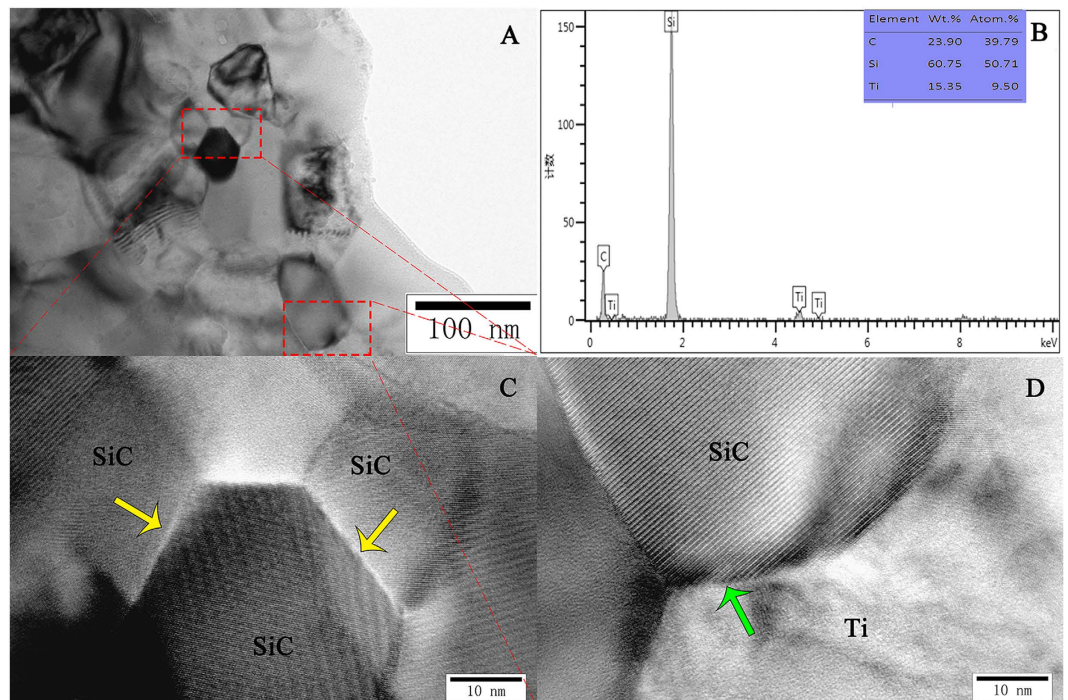 A
100 nm
B
Element Wt.% Atom.%
C 23.90 39.79
Si 60.75 50.71
Ti 15.35 9.50
计数
150
100
50
0
Si
C
Ti
Ti
Ti
0 2 4 6 8 keV
C
SiC
SiC
SiC
10 nm
D
SiC
Ti
10 nm